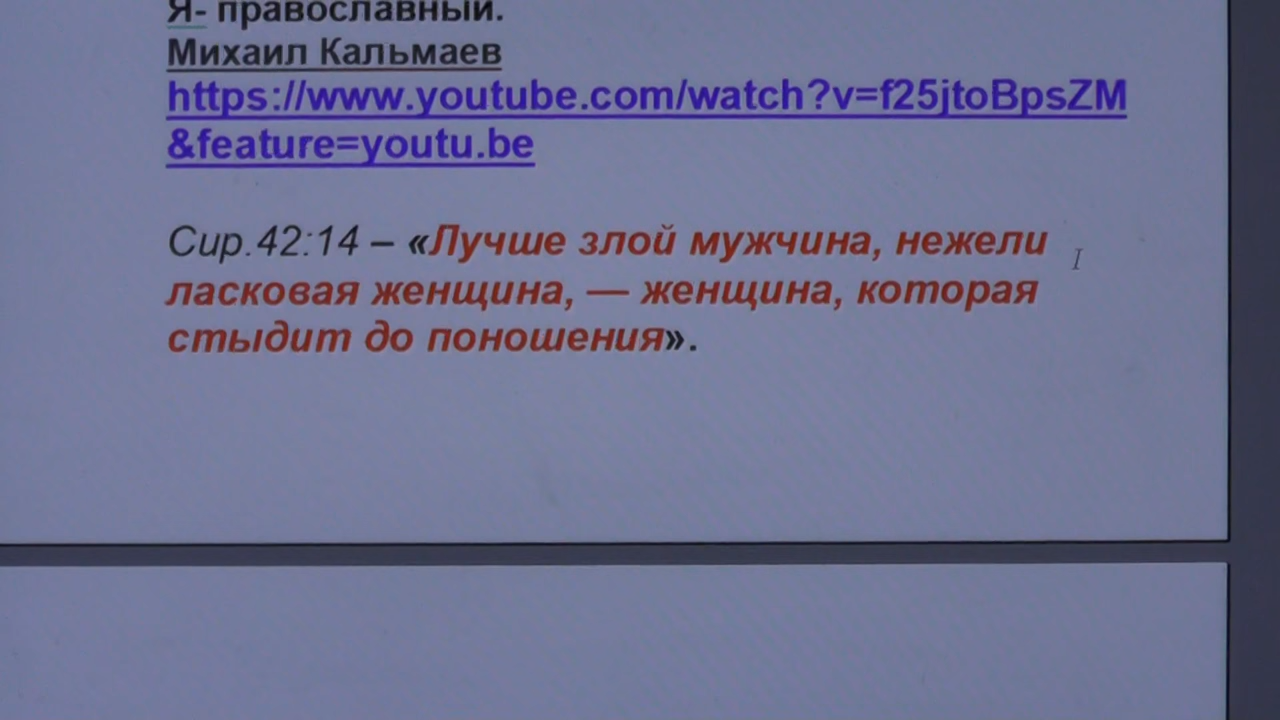 Я- православный.
Михаил Кальмаев
https://www.youtube.com/watch?v=f25jtoBpsZM
&feature=youtu.be
Сир.42:14 – «Лучше злой мужчина, нежели
ласковая женщина, — женщина, которая
стыдит до поношения».